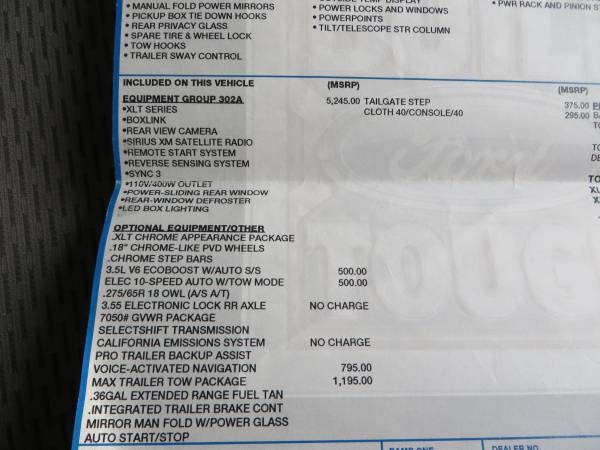 • MANUAL FOLD POWER MIRRORS
• PICKUP BOX TIE DOWN HOOKS
• REAR PRIVACY GLASS
• SPARE TIRE & WHEEL LOCK
• TOW HOOKS
• TRAILER SWAY CONTROL
OUTSIDE TEMP DISPLAY
• POWER LOCKS AND WINDOWS
• POWERPOINTS
• TILT/TELESCOPE STR COLUMN
• PWR RACK AND PINION ST
INCLUDED ON THIS VEHICLE (MSRP) (MSRP)
EQUIPMENT GROUP 302A 5,245.00 TAILGATE STEP 375.00
•XLT SERIES CLOTH 40/CONSOLE/40 295.00
•BOXLINK
•REAR VIEW CAMERA
•SIRIUS XM SATELLITE RADIO
•REMOTE START SYSTEM
•REVERSE SENSING SYSTEM
•SYNC 3
•110V/400W OUTLET
•POWER-SLIDING REAR WINDOW
•REAR-WINDOW DEFROSTER
•LED BOX LIGHTING
OPTIONAL EQUIPMENT/OTHER
.XLT CHROME APPEARANCE PACKAGE
.18" CHROME-LIKE PVD WHEELS
.CHROME STEP BARS
3.5L V6 ECOBOOST W/AUTO S/S 500.00
ELEC 10-SPEED AUTO W/TOW MODE 500.00
.275/65R 18 OWL (A/S A/T)
3.55 ELECTRONIC LOCK RR AXLE NO CHARGE
7050# GVWR PACKAGE
SELECTSHIFT TRANSMISSION
CALIFORNIA EMISSIONS SYSTEM NO CHARGE
PRO TRAILER BACKUP ASSIST
VOICE-ACTIVATED NAVIGATION 795.00
MAX TRAILER TOW PACKAGE 1,195.00
.36GAL EXTENDED RANGE FUEL TAN
.INTEGRATED TRAILER BRAKE CONT
MIRROR MAN FOLD W/POWER GLASS
AUTO START/STOP
RAMP ONE
DEALER NO.